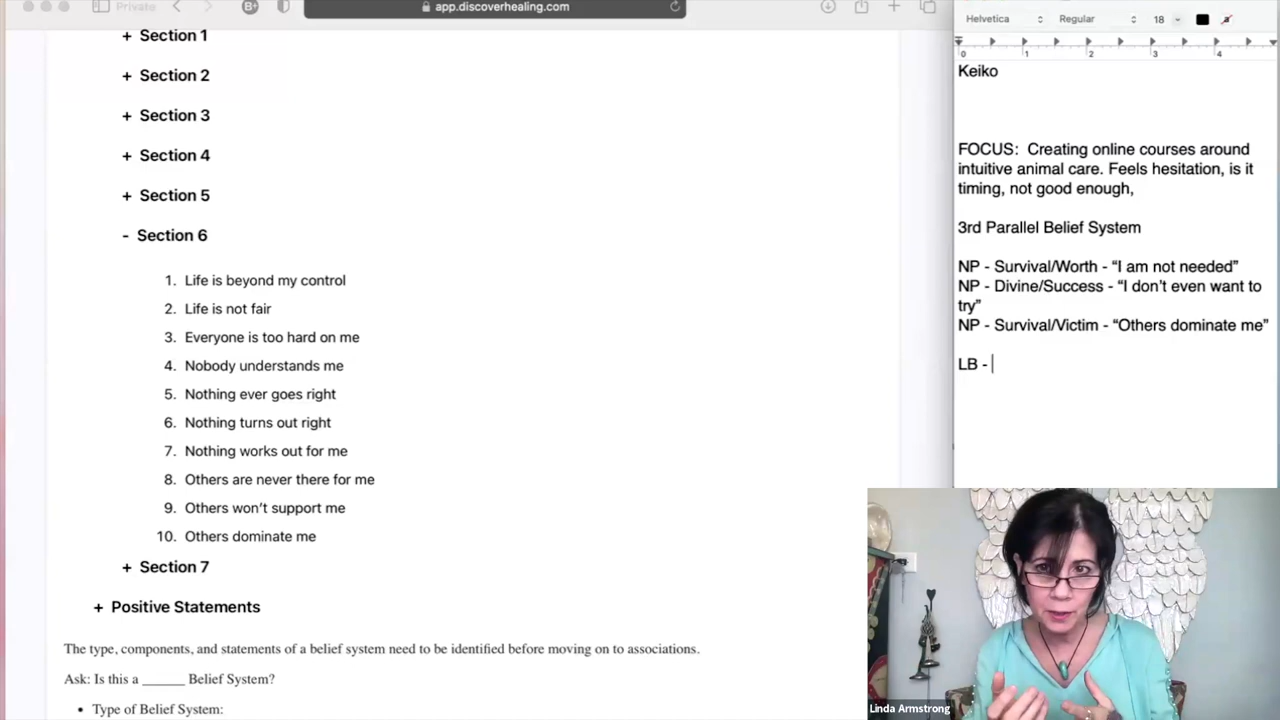 Private
B+
app.discoverhealing.com
+ Section 1
+ Section 2
+ Section 3
+ Section 4
+ Section 5
- Section 6
1. Life is beyond my control
2. Life is not fair
3. Everyone is too hard on me
4. Nobody understands me
5. Nothing ever goes right
6. Nothing turns out right
7. Nothing works out for me
8. Others are never there for me
9. Others won’t support me
10. Others dominate me
+ Section 7
+ Positive Statements
The type, components, and statements of a belief system need to be identified before moving on to associations.
Ask: Is this a ______ Belief System?
• Type of Belief System:
Helvetica Regular 18 a
0 1 2 3 4
Keiko
FOCUS: Creating online courses around
intuitive animal care. Feels hesitation, is it
timing, not good enough,
3rd Parallel Belief System
NP - Survival/Worth - “I am not needed”
NP - Divine/Success - “I don’t even want to
try”
NP - Survival/Victim - “Others dominate me”
LB -
Linda Armstrong